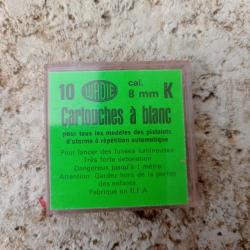 10 WADIE cal. 8 mm K
Cartouches à blanc
pour tous les modèles des pistolets
d'alarme à répétition automatique
Pour lancer des fusées lumineuses
Très forte détonation
Dangereux jusqu'à 1 mètre
Attention: Gardez hors de la portée
des enfants
Fabriqué en R.F.A